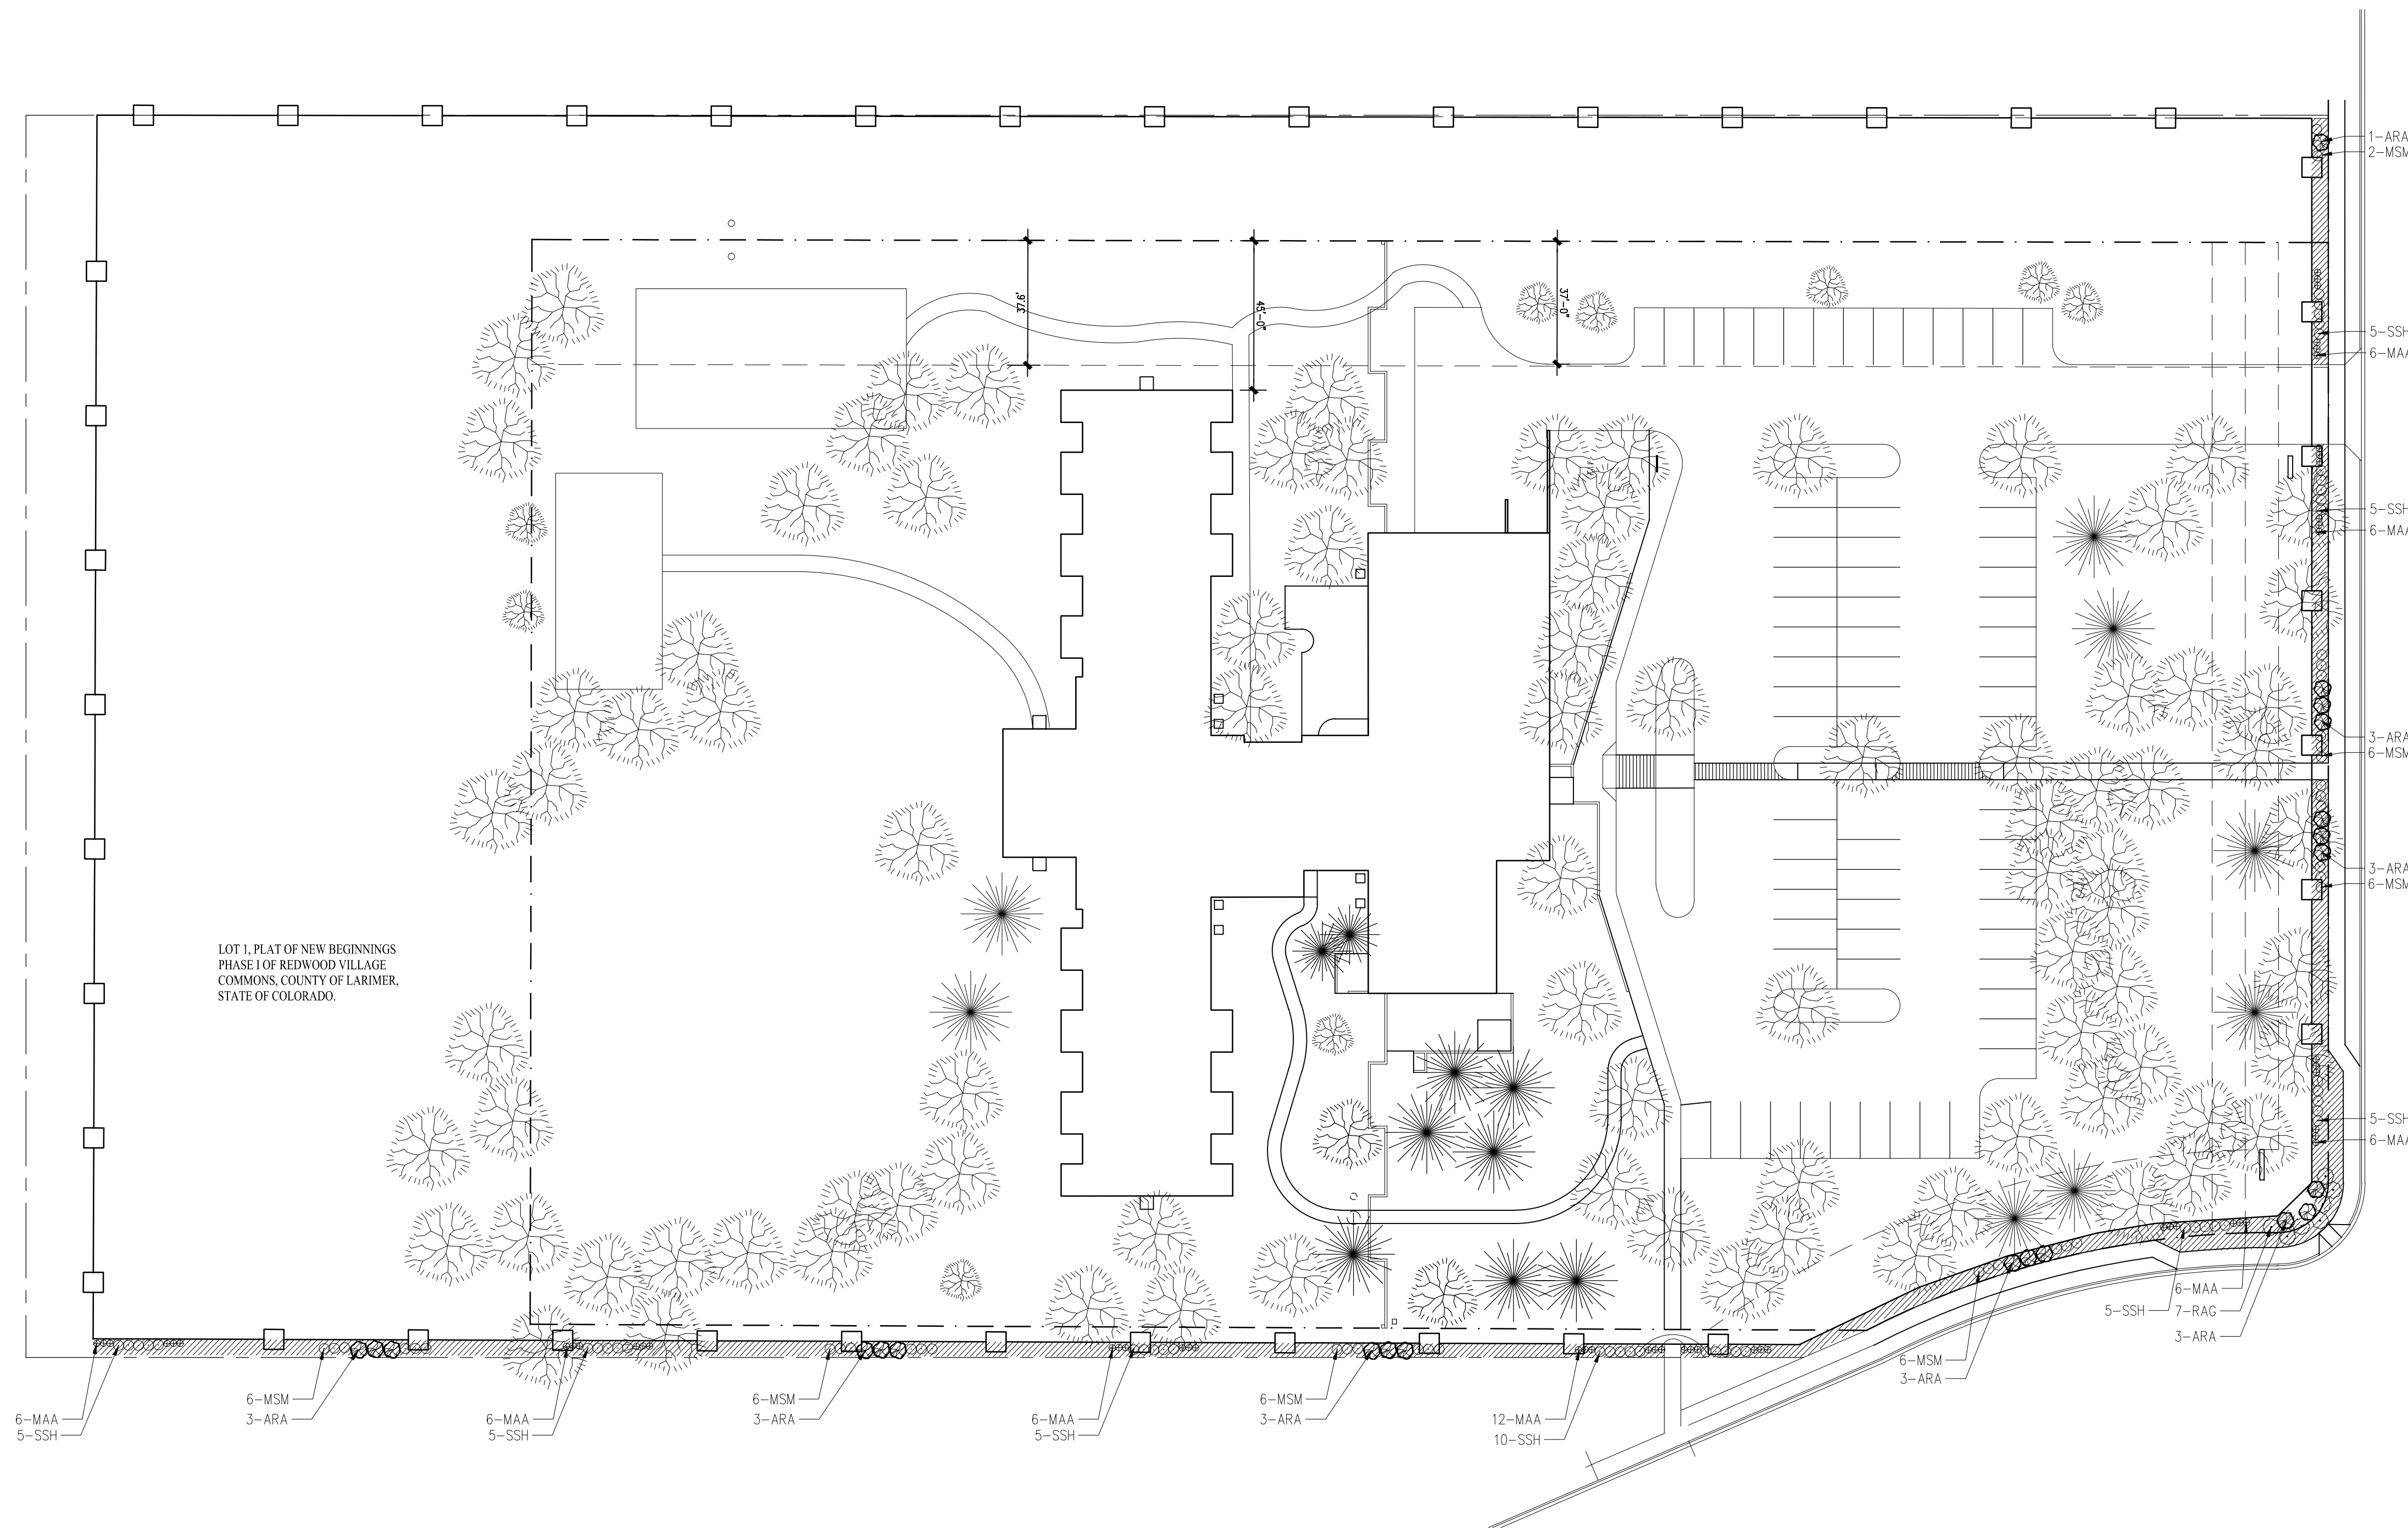 1-ARA
2-MSM
37.6'
45'-0"
37'-0"
5-SSH
6-MAA
5-SSH
6-MAA
3-ARA
6-MSM
3-ARA
6-MSM
LOT 1, PLAT OF NEW BEGINNINGS
PHASE I OF REDWOOD VILLAGE
COMMONS, COUNTY OF LARIMER,
STATE OF COLORADO.
5-SSH
6-MAA
6-MAA
5-SSH
7-RAG
3-ARA
6-MSM
3-ARA
6-MAA
5-SSH
6-MSM
3-ARA
6-MAA
5-SSH
6-MSM
3-ARA
6-MAA
5-SSH
6-MSM
3-ARA
12-MAA
10-SSH